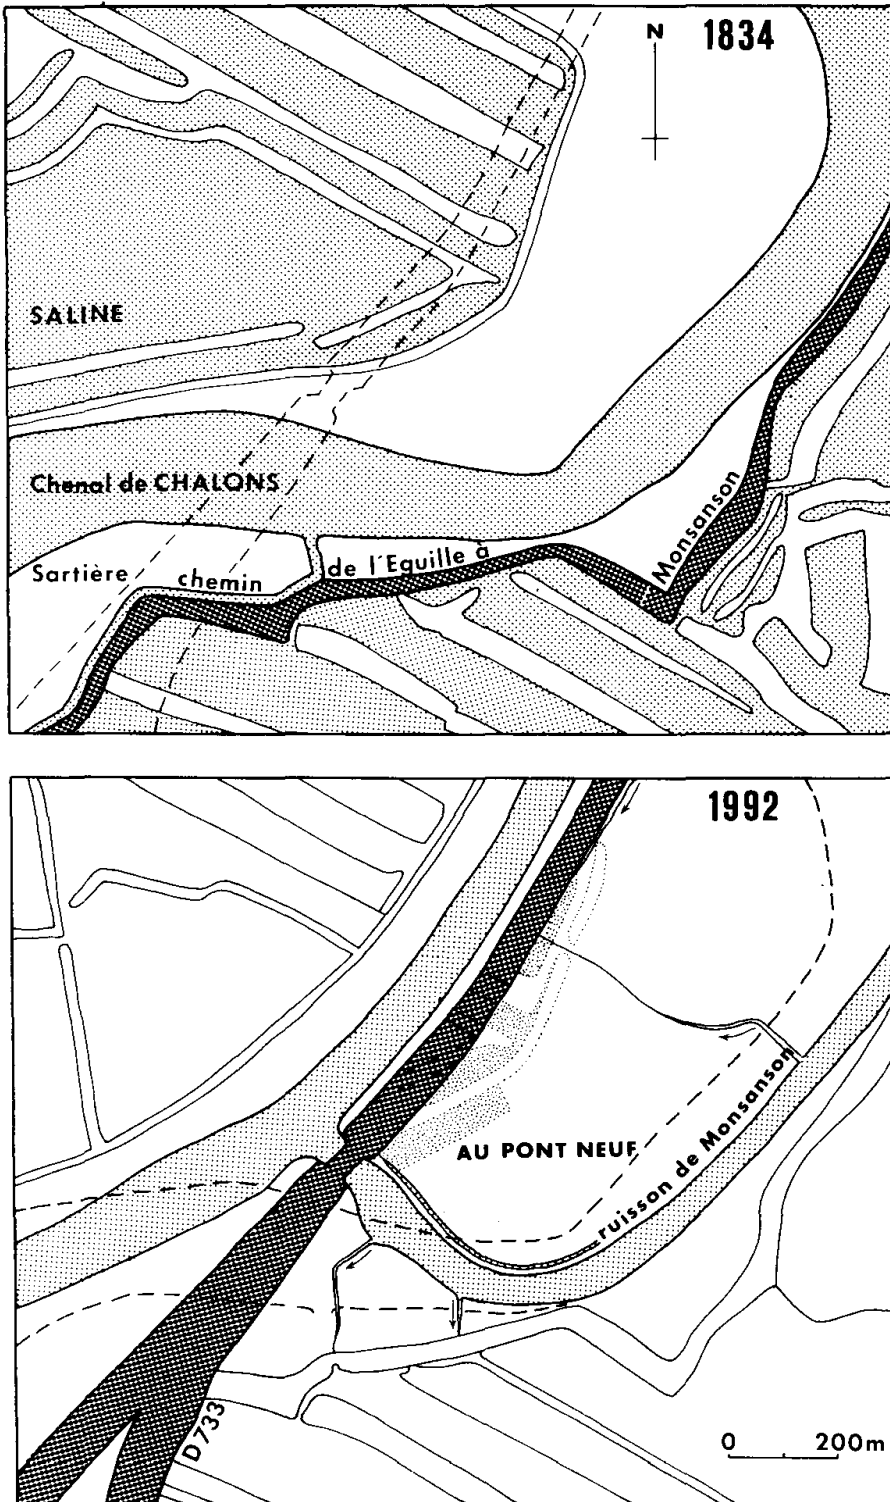 N
1834
SALINE
Chenal de CHALONS
Sartière chemin de l'Equille à Monsanson
1992
AU PONT NEUF
ruisson de Monsanson
D733
0 200m